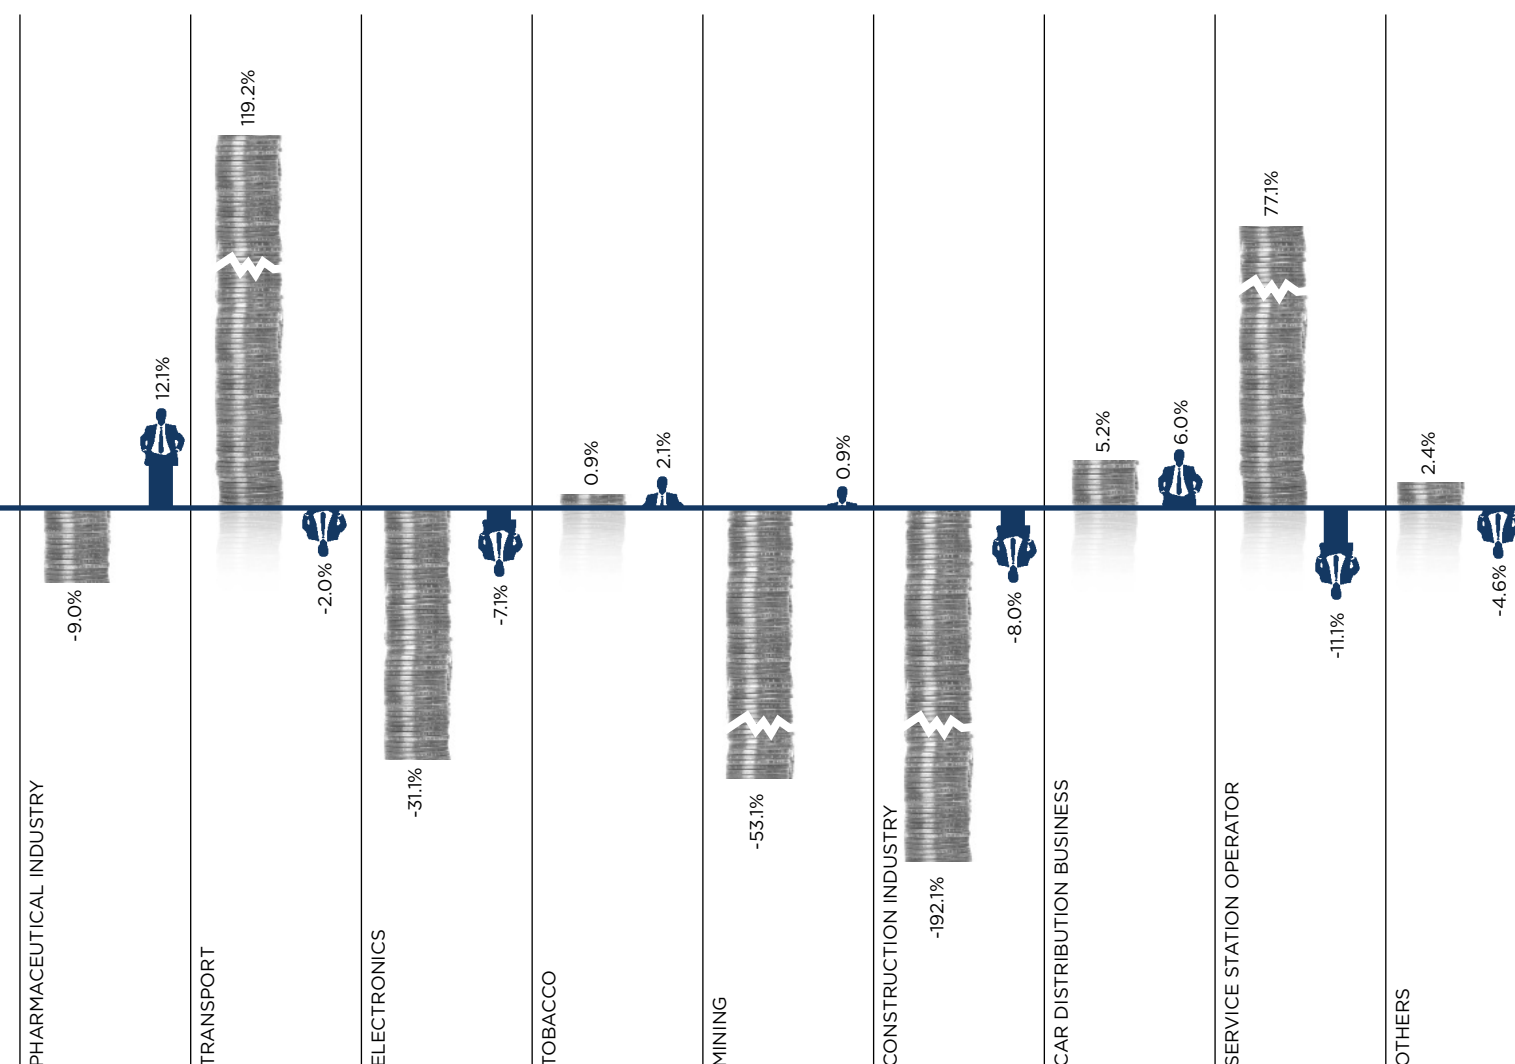 PHARMACEUTICAL INDUSTRY
-9.0%
12.1%
TRANSPORT
119.2%
-2.0%
ELECTRONICS
-31.1%
-7.1%
TOBACCO
0.9%
2.1%
MINING
-53.1%
0.9%
CONSTRUCTION INDUSTRY
-192.1%
-8.0%
CAR DISTRIBUTION BUSINESS
5.2%
6.0%
SERVICE STATION OPERATOR
77.1%
-11.1%
OTHERS
2.4%
-4.6%